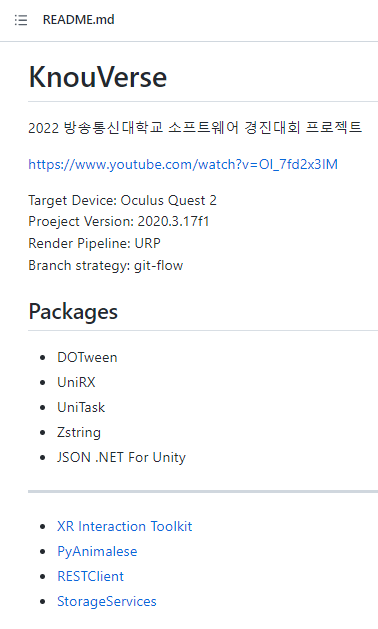 README.md
KnouVerse
2022 방송통신대학교 소프트웨어 경진대회 프로젝트
https://www.youtube.com/watch?v=OI_7fd2x3IM
Target Device: Oculus Quest 2
Proeject Version: 2020.3.17f1
Render Pipeline: URP
Branch strategy: git-flow
Packages
DOTween
UniRX
UniTask
Zstring
JSON .NET For Unity
XR Interaction Toolkit
PyAnimalese
RESTClient
StorageServices